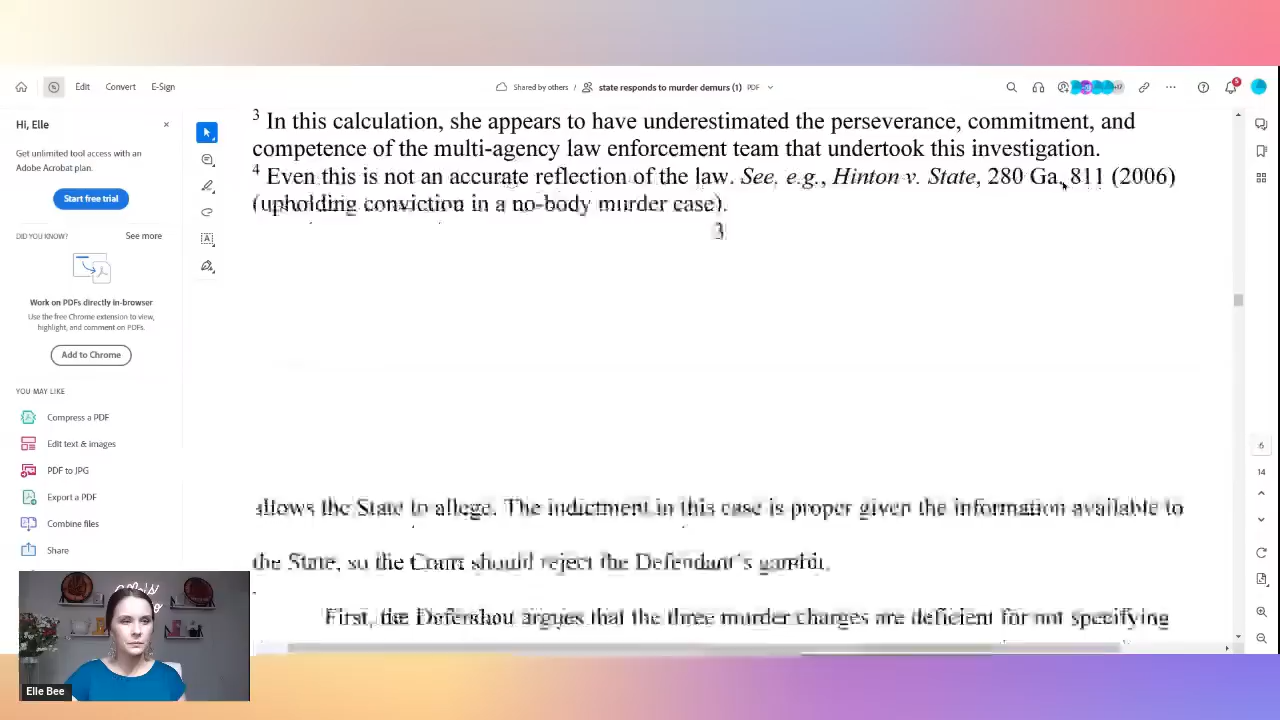 Edit
Convert
E-Sign
Shared by others /
state responds to murder demurs (1)
PDF
5
Hi, Elle
Get unlimited tool access with an
Adobe Acrobat plan.
Start free trial
DID YOU KNOW?
See more
Work on PDFs directly in-browser
Use the free Chrome extension to view,
highlight, and comment on PDFs.
Add to Chrome
YOU MAY LIKE
Compress a PDF
Edit text & images
PDF to JPG
Export a PDF
Combine files
Share
3 In this calculation, she appears to have underestimated the perseverance, commitment, and
competence of the multi-agency law enforcement team that undertook this investigation.
4 Even this is not an accurate reflection of the law. See, e.g., Hinton v. State, 280 Ga. 811 (2006)
(upholding conviction in a no-body murder case).
3
allows the State to allege. The indictment in this case is proper given the information available to
the State, so the Court should reject the Defendant's gambit.
First, the Defendant argues that the three murder charges are deficient for not specifying
6
14
Elle Bee